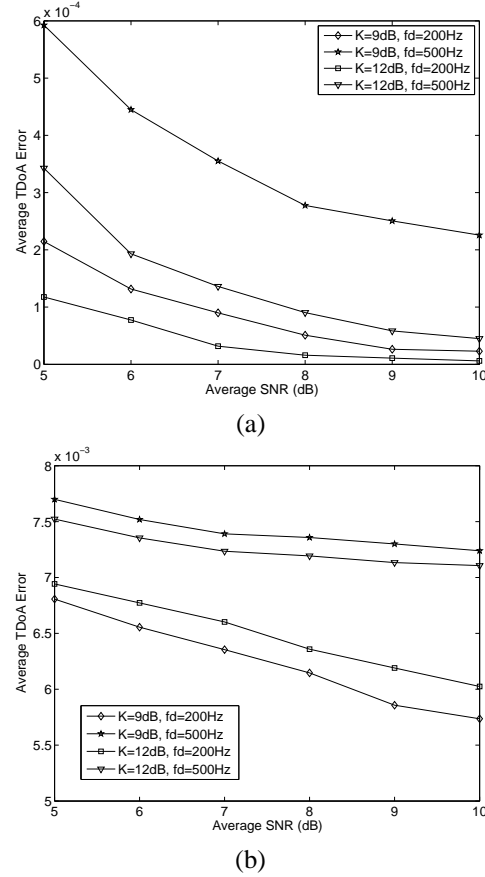 6 x 10⁻⁴
K=9dB, fd=200Hz
K=9dB, fd=500Hz
K=12dB, fd=200Hz
K=12dB, fd=500Hz
5
4
3
2
1
0
Average TDoA Error
5 6 7 8 9 10
Average SNR (dB)
(a)
8 x 10⁻³
7.5
7
6.5
6
5.5
5
Average TDoA Error
K=9dB, fd=200Hz
K=9dB, fd=500Hz
K=12dB, fd=200Hz
K=12dB, fd=500Hz
5 6 7 8 9 10
Average SNR (dB)
(b)